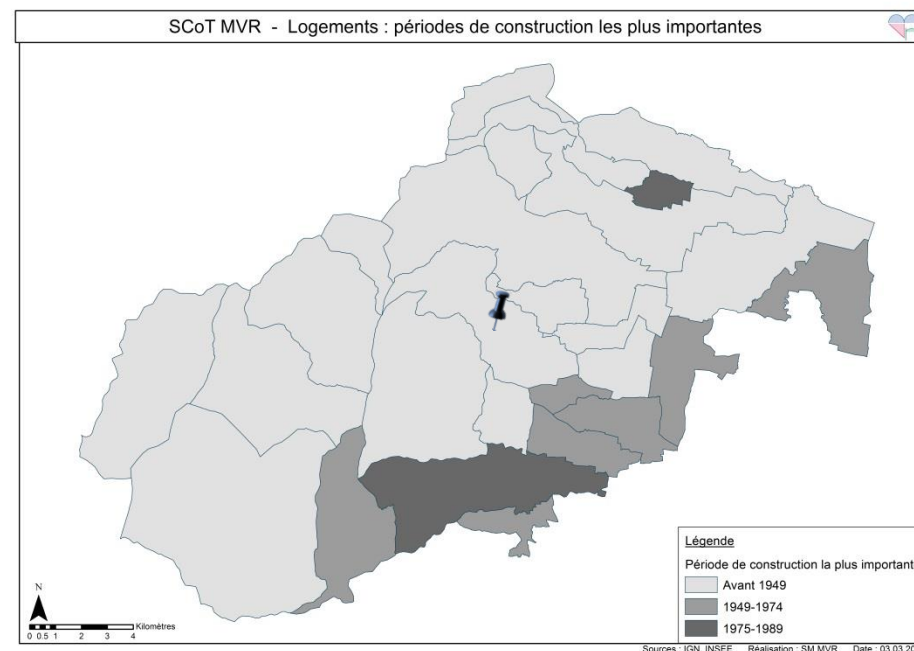 SCoT MVR - Logements : périodes de construction les plus importantes
Légende
Période de construction la plus important
Avant 1949
1949-1974
1975-1989
N
0 0.5 1 2 3 4 Kilomètres
Sources : IGN, INSEE Réalisation : SM MVR Date : 03.03.20